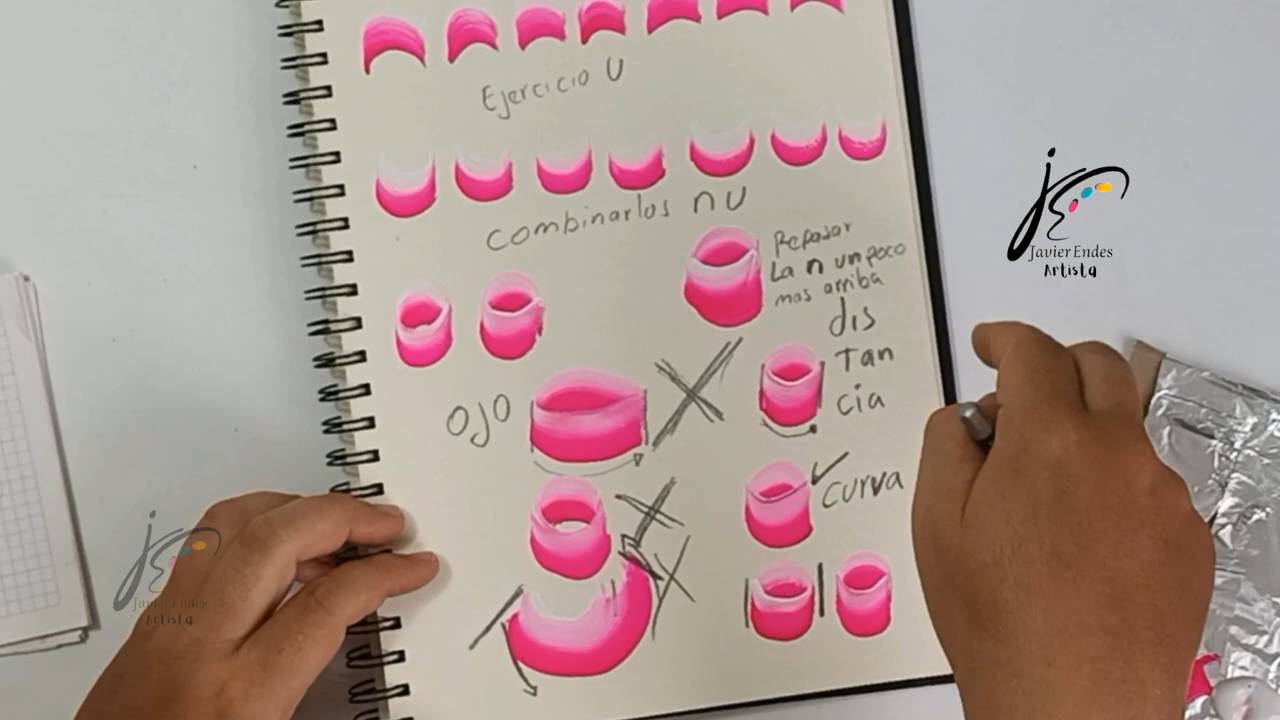 Ejercicio U
combinarlos nU
Repasar
La n un poco
mas arriba
dis
Tan
cia
OJO
curva
Javier Endes
Artista
Javier Endes
Artista